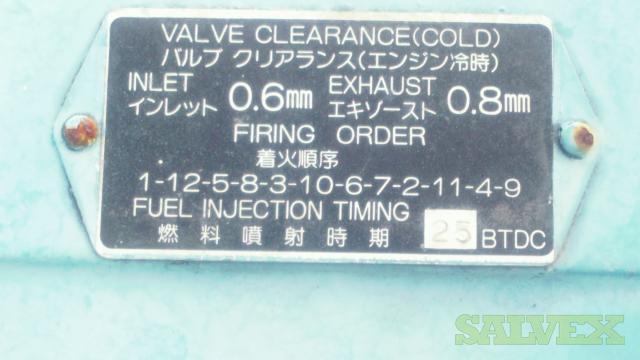 VALVE CLEARANCE(COLD)
バルブ クリアランス(エンジン冷時)
INLET 0.6mm EXHAUST 0.8mm
インレット エキゾースト
FIRING ORDER
着火順序
1-12-5-8-3-10-6-7-2-11-4-9
FUEL INJECTION TIMING
燃料噴射時期 25 BTDC
SALVEX